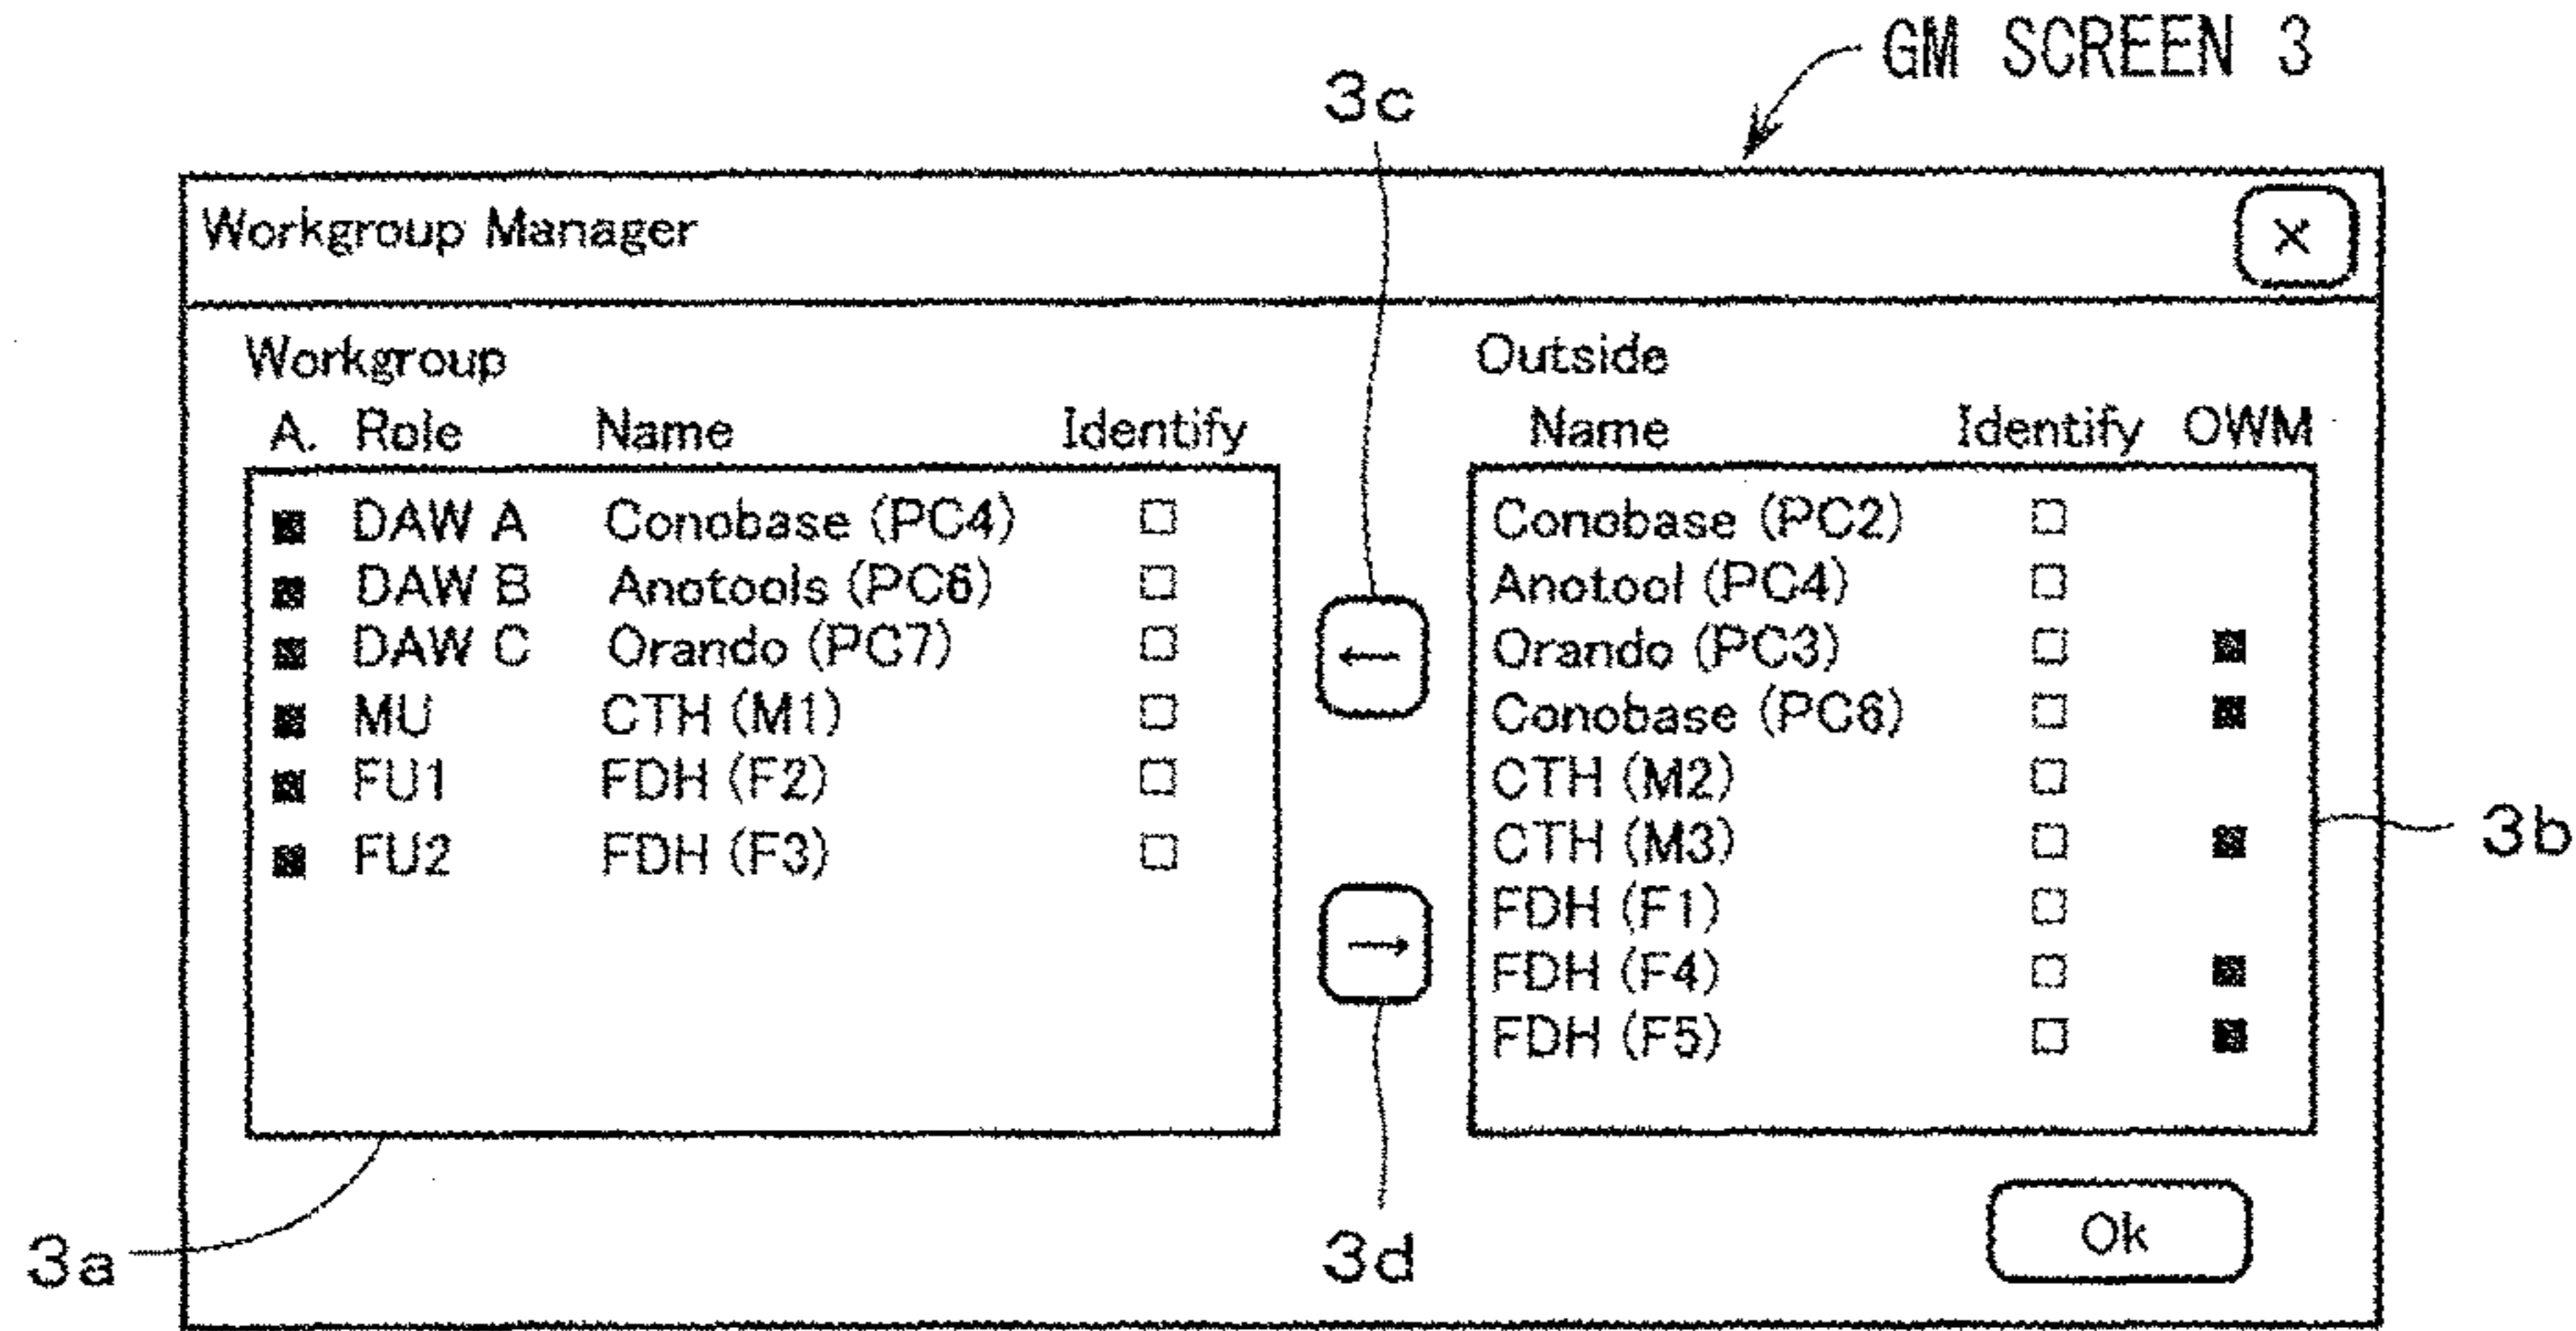 GM SCREEN 3
3c
Workgroup Manager ×
Workgroup
A. Role Name Identify
DAW A Conobase (PC4)
DAW B Anotools (PC6)
DAW C Orando (PC7)
MU CTH (M1)
FU1 FDH (F2)
FU2 FDH (F3)
←
→
Outside
Name Identify OWM
Conobase (PC2)
Anotool (PC4)
Orando (PC3)
Conobase (PC6)
CTH (M2)
CTH (M3)
FDH (F1)
FDH (F4)
FDH (F5)
3b
Ok
3a
3d